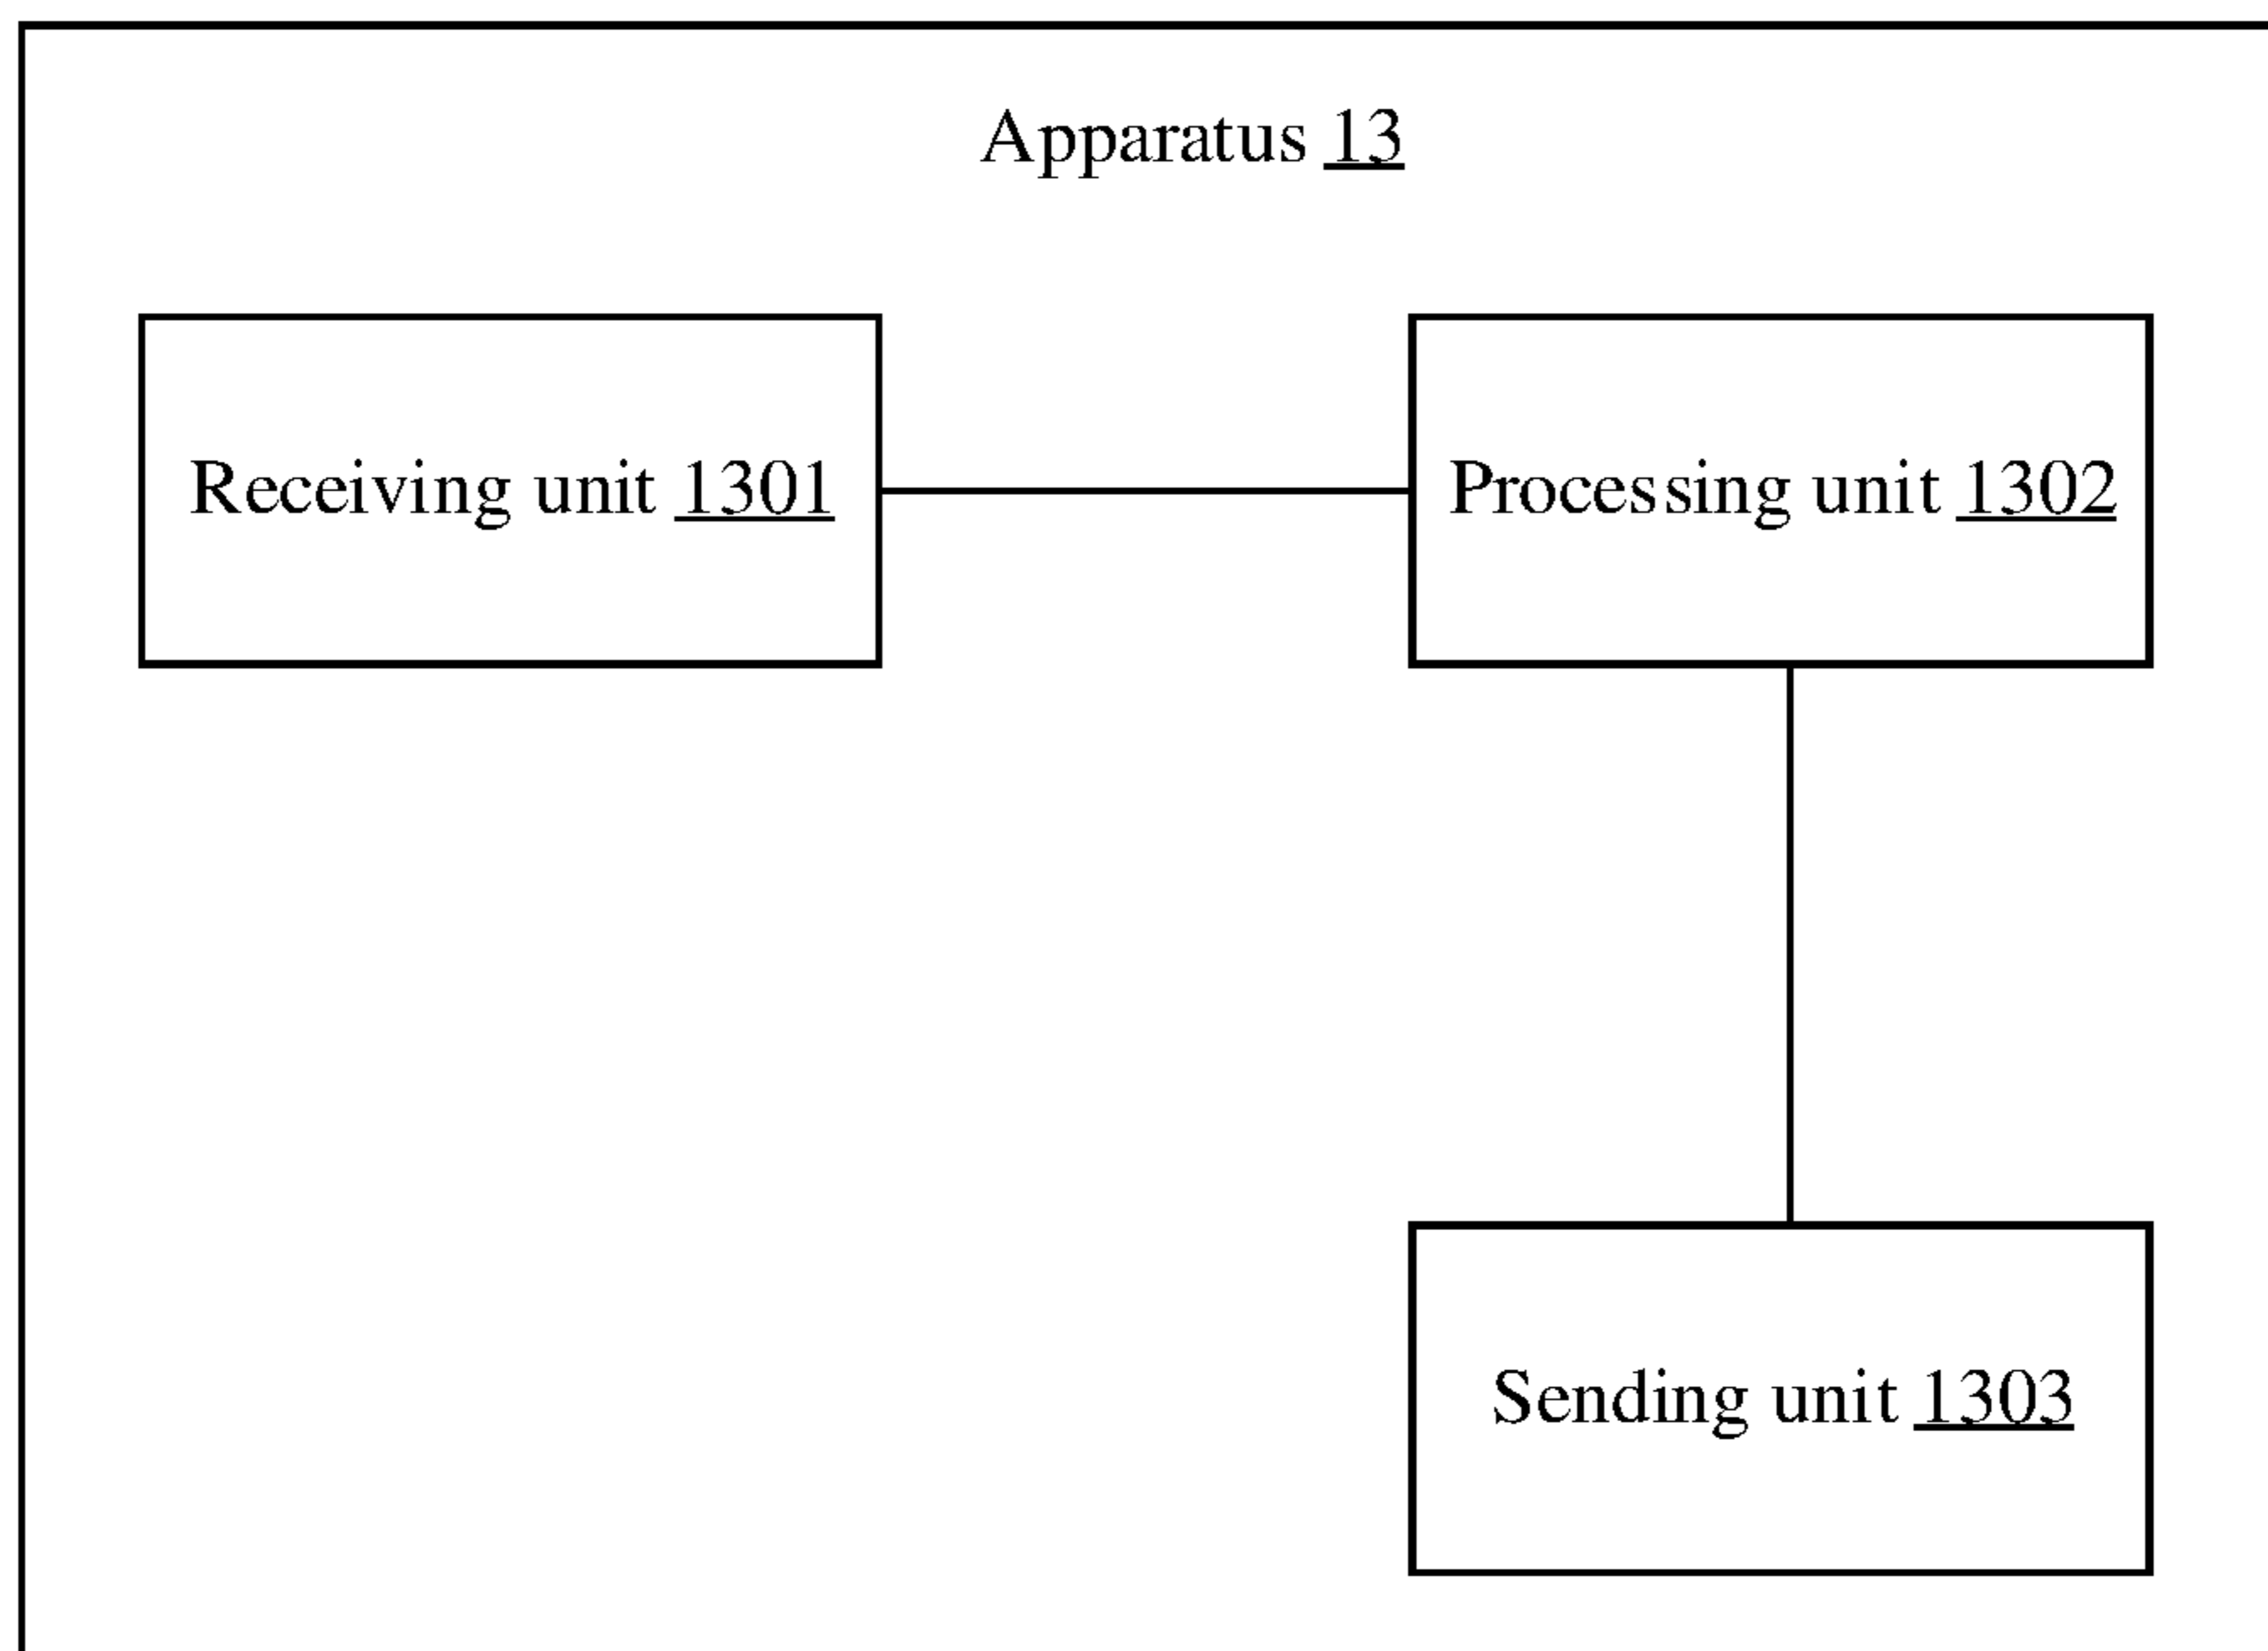 Apparatus 13
Receiving unit 1301
Processing unit 1302
Sending unit 1303